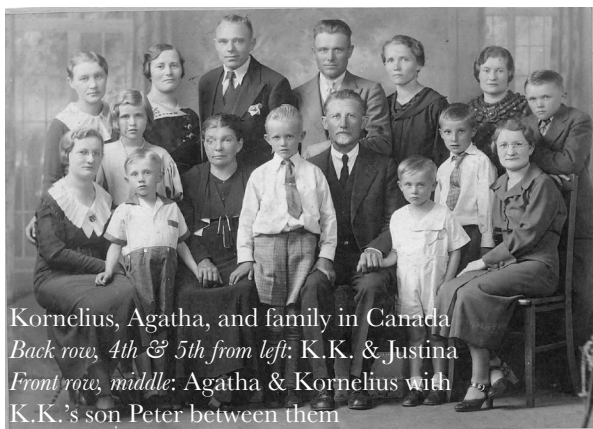 Kornelius, Agatha, and family in Canada
Back row, 4th & 5th from left: K.K. & Justina
Front row, middle: Agatha & Kornelius with
K.K.'s son Peter between them